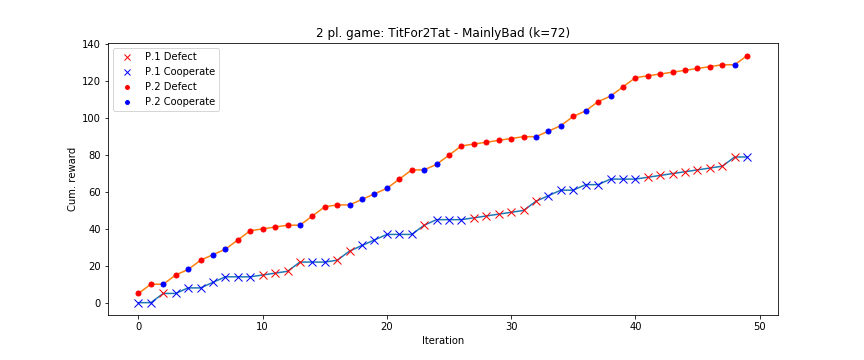 2 pl. game: TitFor2Tat - MainlyBad (k=72)
P.1 Defect
P.1 Cooperate
P.2 Defect
P.2 Cooperate
Cum. reward
140
120
100
80
60
40
20
0
0 10 20 30 40 50
Iteration